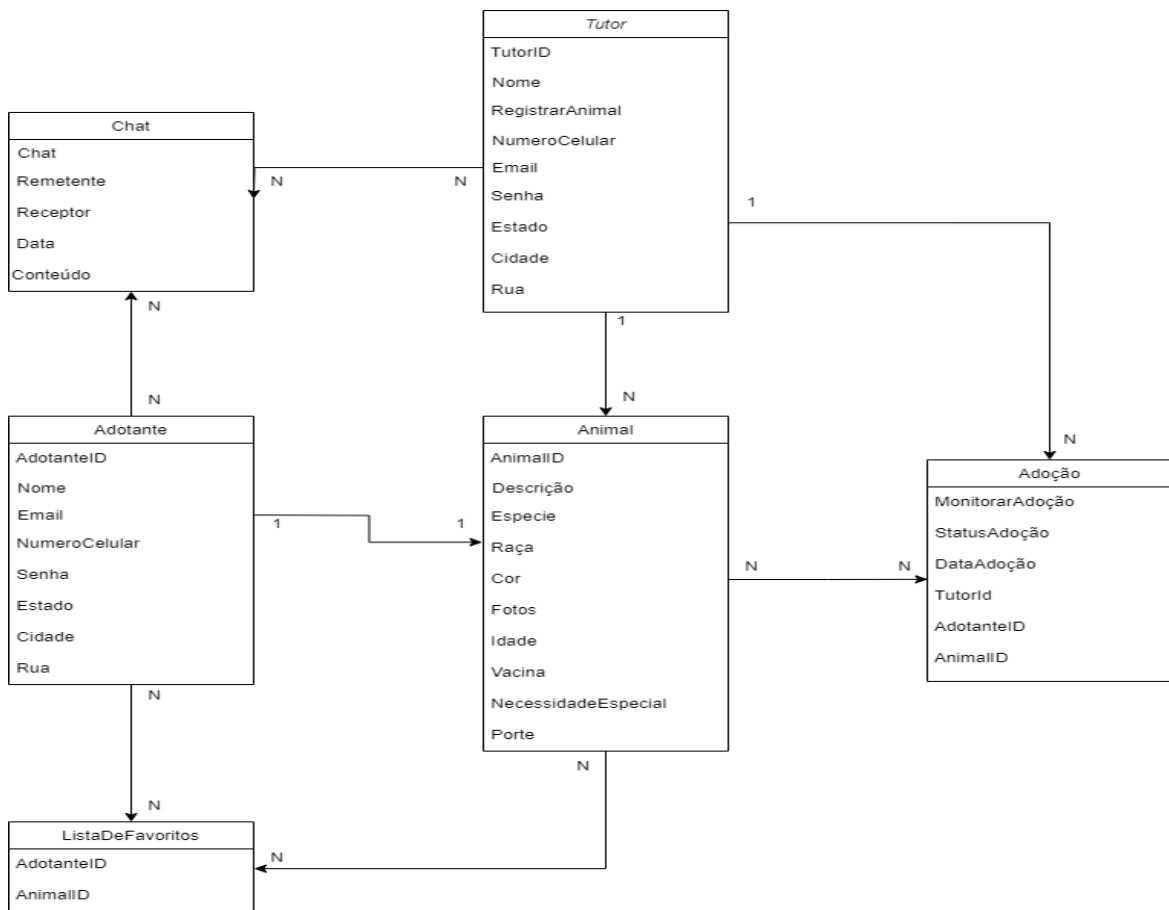 Tutor
TutorID
Nome
RegistrarAnimal
NumeroCelular
Email
Senha
Estado
Cidade
Rua
Chat
Chat
Remetente
Receptor
Data
Conteúdo
N
N
1
N
N
1
N
N
Adotante
AdotanteID
Nome
Email
NumeroCelular
Senha
Estado
Cidade
Rua
1
1
Animal
AnimalID
Descrição
Especie
Raça
Cor
Fotos
Idade
Vacina
NecessidadeEspecial
Porte
N
N
Adoção
MonitorarAdoção
StatusAdoção
DataAdoção
TutorId
AdotanteID
AnimalID
N
N
N
N
ListaDeFavoritos
AdotanteID
AnimalID